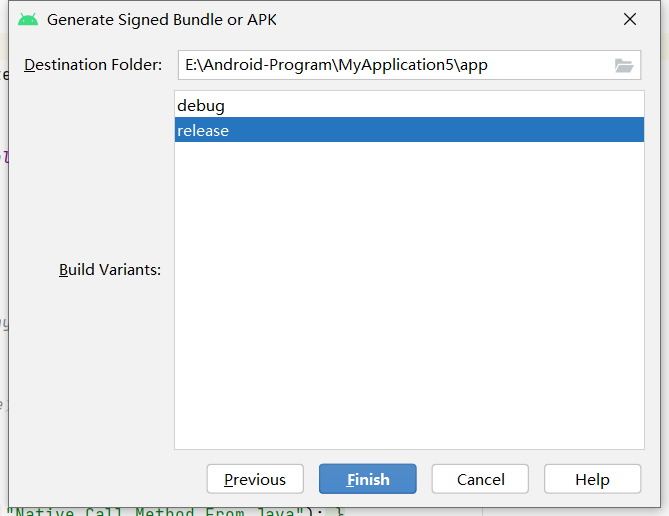 Generate Signed Bundle or APK
Destination Folder: E:\Android-Program\MyApplication5\app
debug
release
Build Variants:
Previous Finish Cancel Help
"Native Call Method From Java"); }